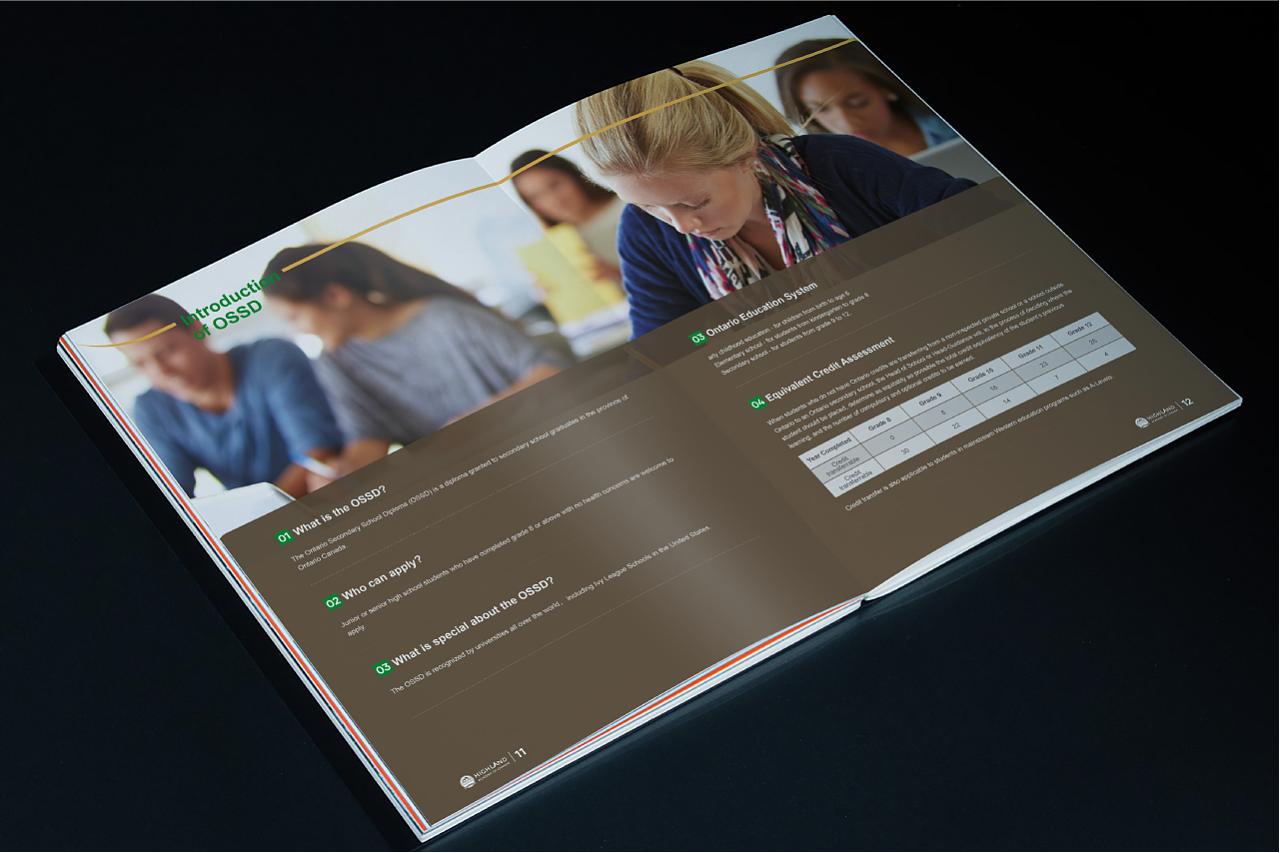 Introduction
of OSSD
01 What is the OSSD?
The Ontario Secondary School Diploma (OSSD) is a diploma granted to secondary school graduates in the province of
Ontario Canada.
02 Who can apply?
Junior or senior high school students who have completed grade 8 or above with no health concerns are welcome to
apply.
03 What is special about the OSSD?
The OSSD is recognized by universities all over the world, including Ivy League Schools in the United States.
HIGHLAND
11
03 Ontario Education System
arly childhood education : for children from birth to age 6
Elementary school : for students from kindergarten to grade 8
Secondary school : for students from grade 9 to 12.
04 Equivalent Credit Assessment
When students who do not have Ontario credits are transferring from a non-inspected private school or a school outside
Ontario to an Ontario secondary school, the Head of School or Head Guidance will, in the process of deciding where the
student should be placed, determine as equitably as possible the total credit equivalency of the student's previous
learning, and the number of compulsory and optional credits to be earned.
Year Completed Grade 8 Grade 9 Grade 10 Grade 11 Grade 12
Credit
transferrable
0 8 16 23 26
Credit
transferrable
30 22 14 7 4
Credit transfer is also applicable to students in mainstream Western education programs such as A-Levels.
HIGHLAND
12